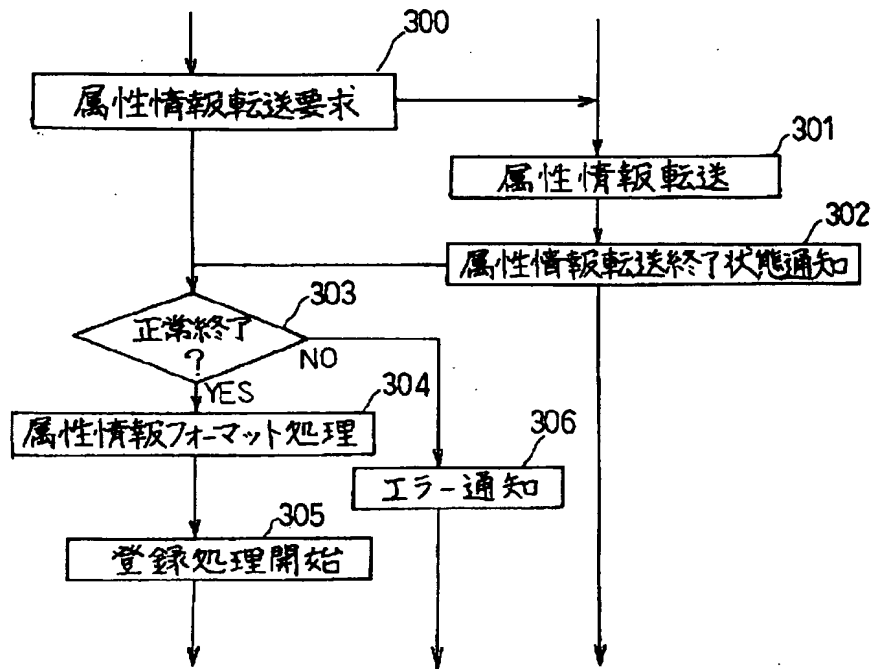 300
属性情報転送要求
301
属性情報転送
302
属性情報転送終了状態通知
303
正常終了
?
NO
YES
304
属性情報フォーマット処理
306
エラー通知
305
登録処理開始